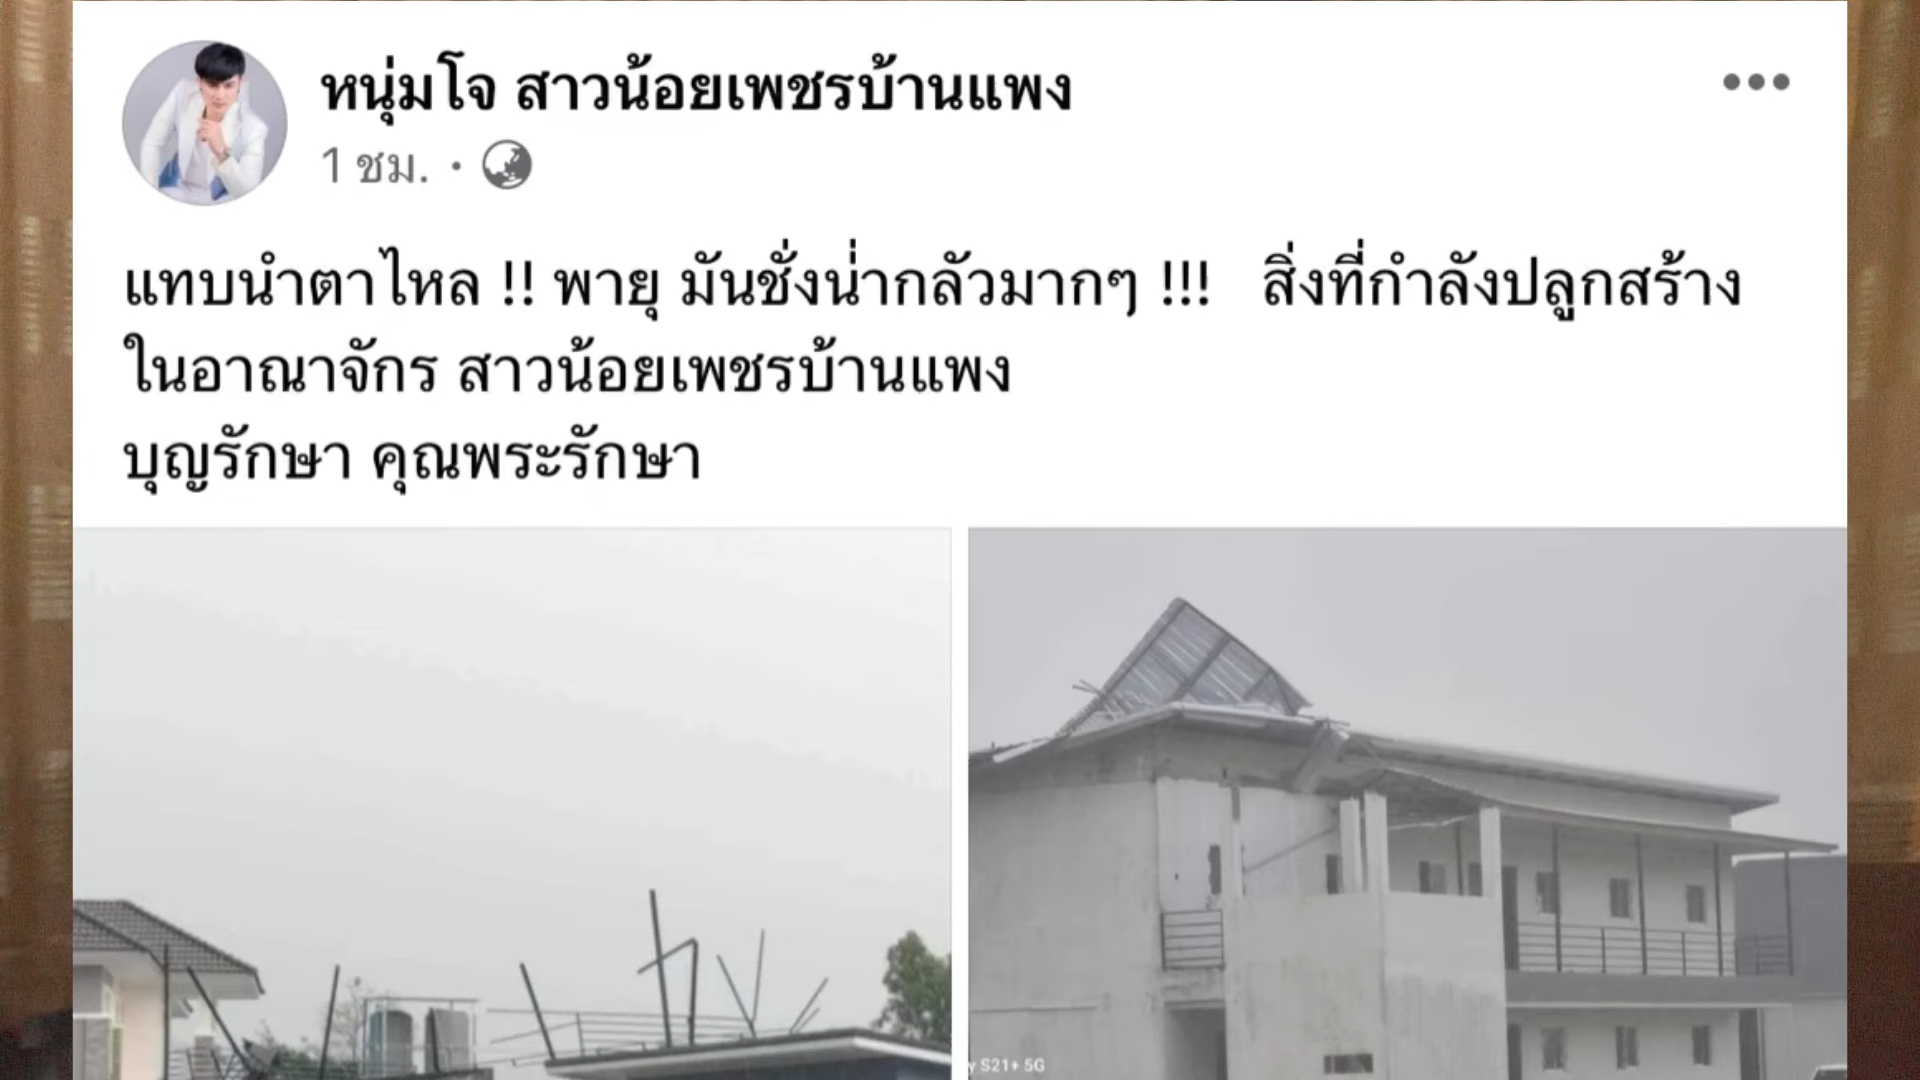 หนุ่มโจ สาวน้อยเพชรบ้านแพง
1 ชม. ·
แทบนำตาไหล !! พายุ มันชั่งน่ากลัวมากๆ !!! สิ่งที่กำลังปลูกสร้าง
ในอาณาจักร สาวน้อยเพชรบ้านแพง
บุญรักษา คุณพระรักษา
y S21+ 5G